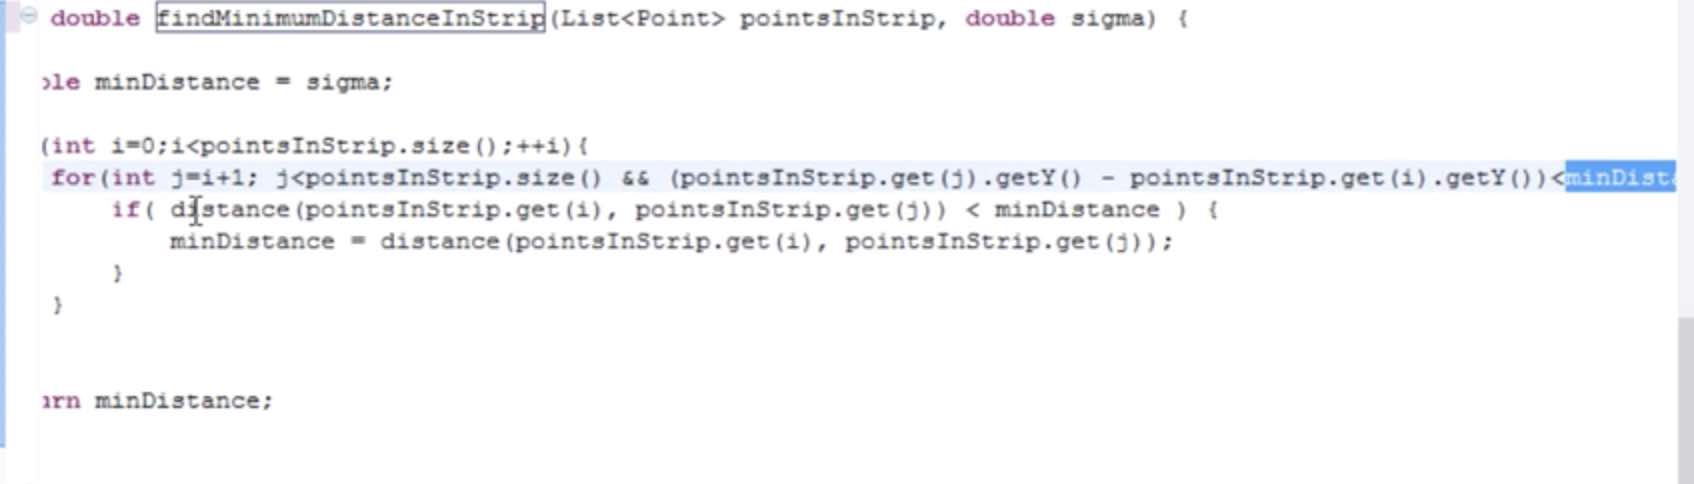 double findMinimumDistanceInStrip(List<Point> pointsInStrip, double sigma) {
ble minDistance = sigma;
(int i=0;i<pointsInStrip.size();++i){
for(int j=i+1; j<pointsInStrip.size() && (pointsInStrip.get(j).getY() - pointsInStrip.get(i).getY())<minDista
if( distance(pointsInStrip.get(i), pointsInStrip.get(j)) < minDistance ) {
minDistance = distance(pointsInStrip.get(i), pointsInStrip.get(j));
}
}
urn minDistance;